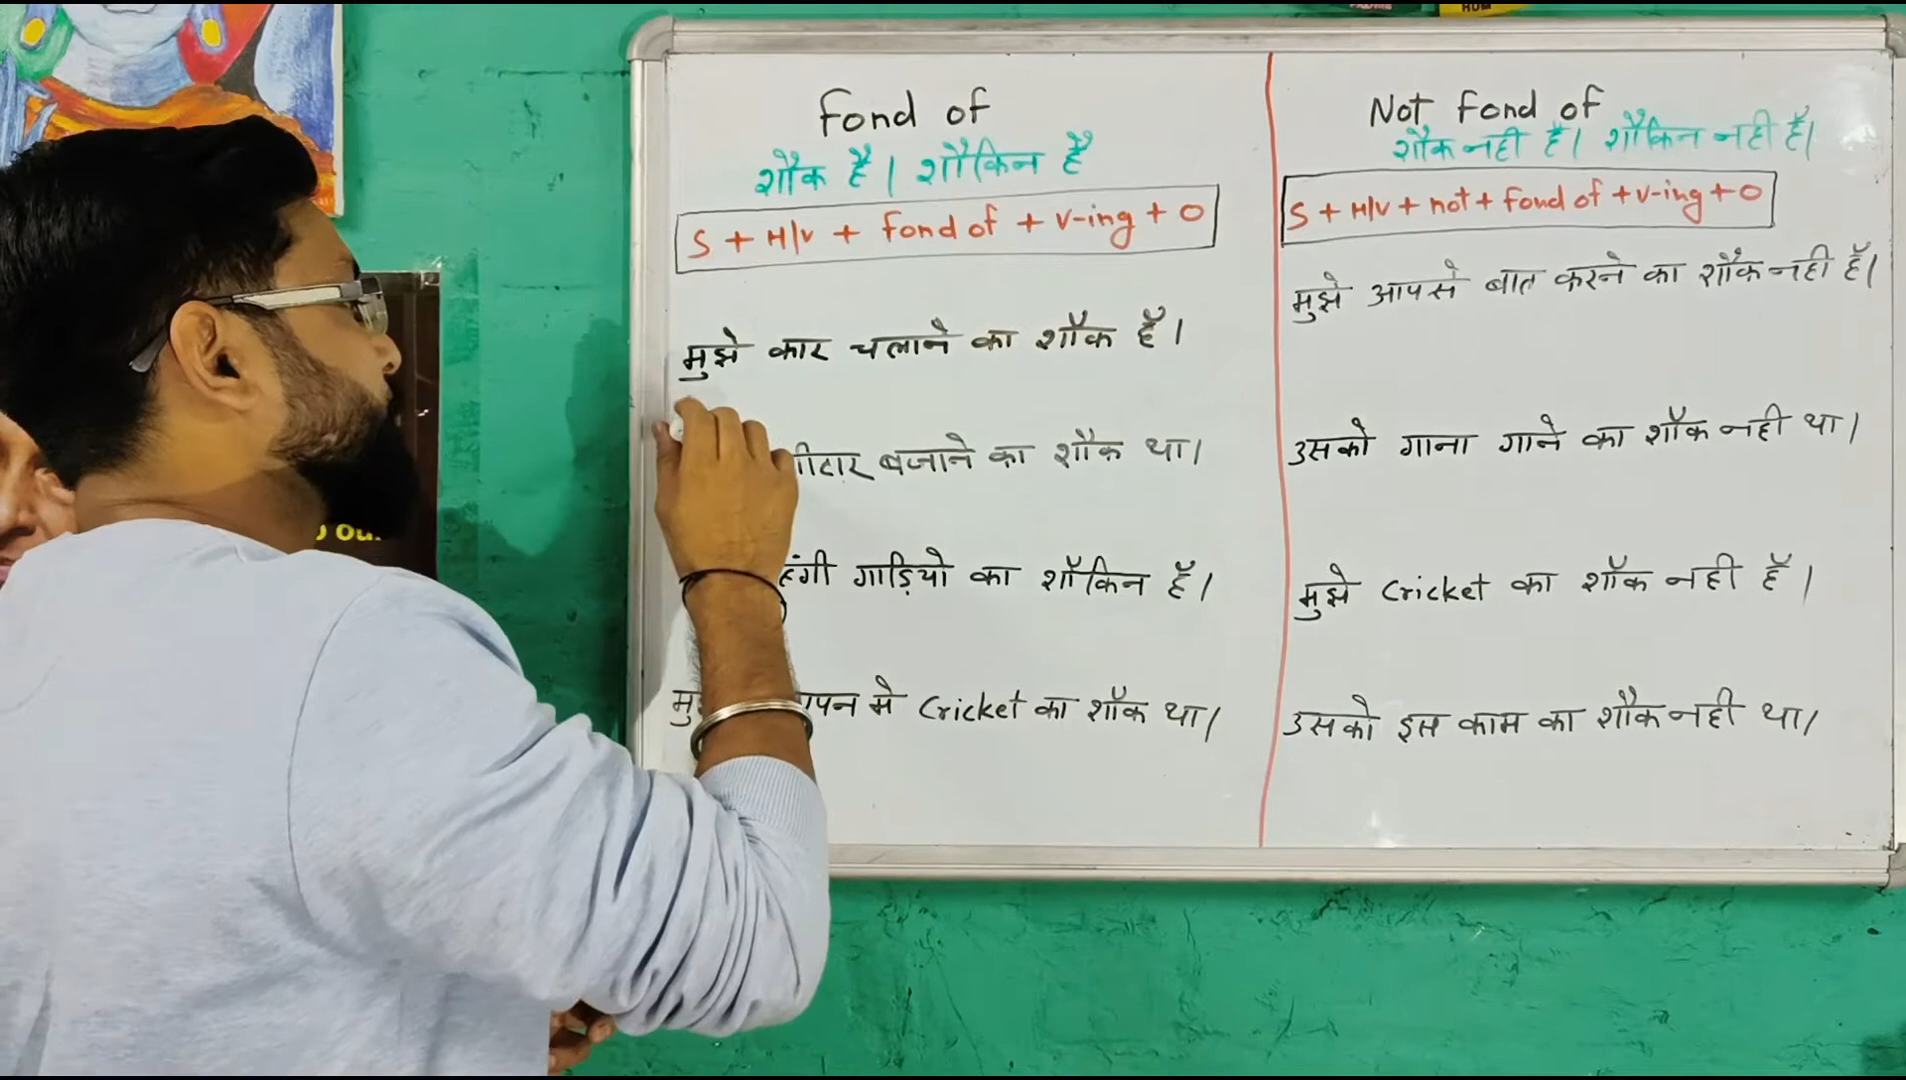 Fond of
शौक है। शौकिन है
S + H/V + Fond of + V-ing + O
मुझे कार चलाने का शौक है।
बजाने का शौक था।
गाड़ियो का शौकिन है।
मे Cricket का शौक था।
Not Fond of
शौक नही है। शौकिन नही है।
S + H/V + not + Fond of + V-ing + O
मुझे आपसे बात करने का शौक नही है।
उसको गाना गाने का शौक नही था।
मुझे Cricket का शौक नही है।
उसको इस काम का शौक नही था।